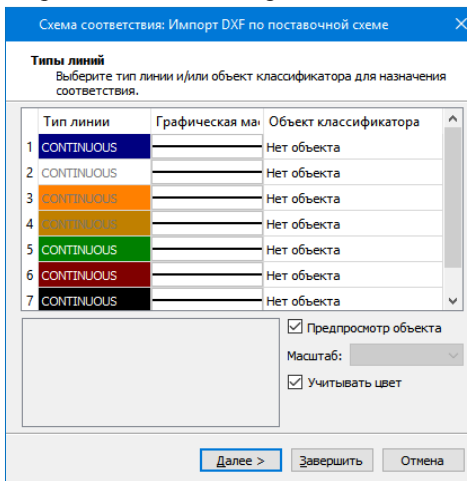 Схема соответствия: Импорт DXF по поставочной схеме
Типы линий
Выберите тип линии и/или объект классификатора для назначения
соответствия.
Тип линии Графическая мас Объект классификатора
1 CONTINUOUS Нет объекта
2 CONTINUOUS Нет объекта
3 CONTINUOUS Нет объекта
4 CONTINUOUS Нет объекта
5 CONTINUOUS Нет объекта
6 CONTINUOUS Нет объекта
7 CONTINUOUS Нет объекта
Предпросмотр объекта
Масштаб:
Учитывать цвет
Далее >
Завершить
Отмена